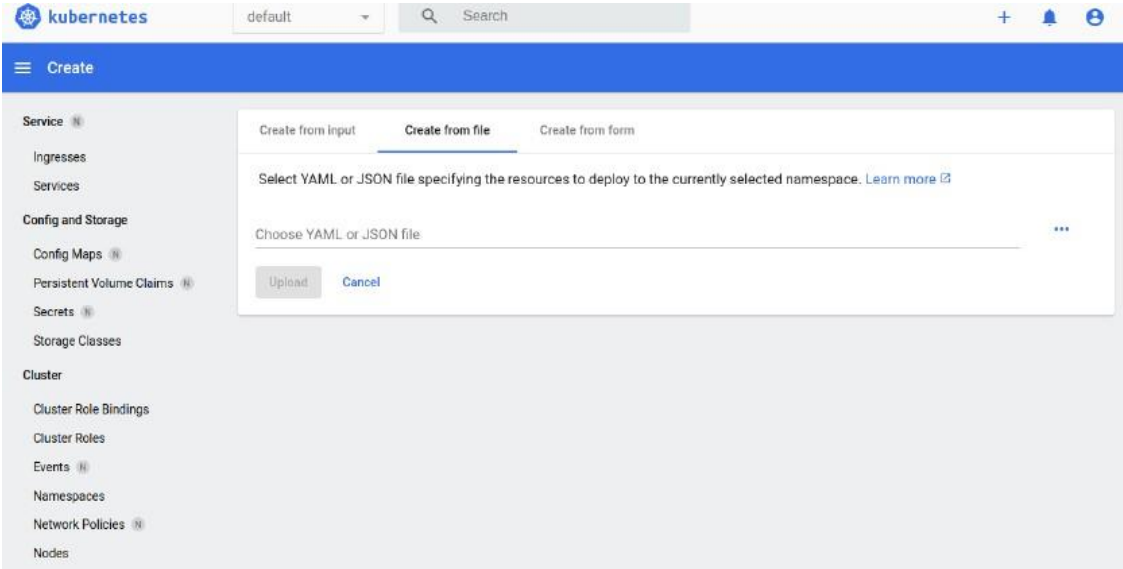 kubernetes
default
Search
Create
Service N
Ingresses
Services
Config and Storage
Config Maps N
Persistent Volume Claims N
Secrets N
Storage Classes
Cluster
Cluster Role Bindings
Cluster Roles
Events N
Namespaces
Network Policies N
Nodes
Create from input
Create from file
Create from form
Select YAML or JSON file specifying the resources to deploy to the currently selected namespace. Learn more
Choose YAML or JSON file
Upload
Cancel